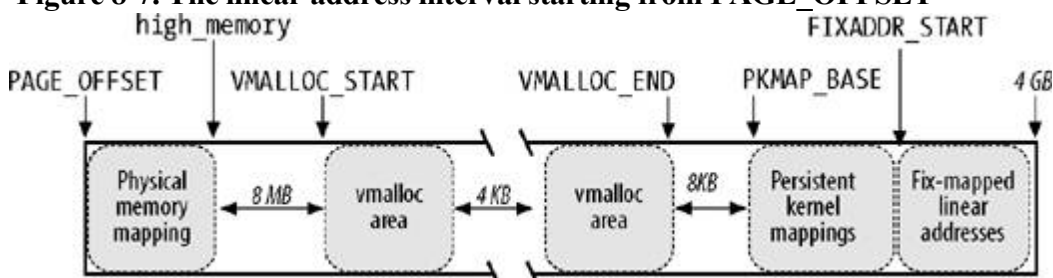 Figure 8-7. The linear address interval starting from PAGE_OFFSET
high_memory
FIXADDR_START
PAGE_OFFSET
VMALLOC_START
VMALLOC_END
PKMAP_BASE
4 GB
Physical
memory
mapping
8 MB
vmalloc
area
4 KB
vmalloc
area
8KB
Persistent
kernel
mappings
Fix-mapped
linear
addresses